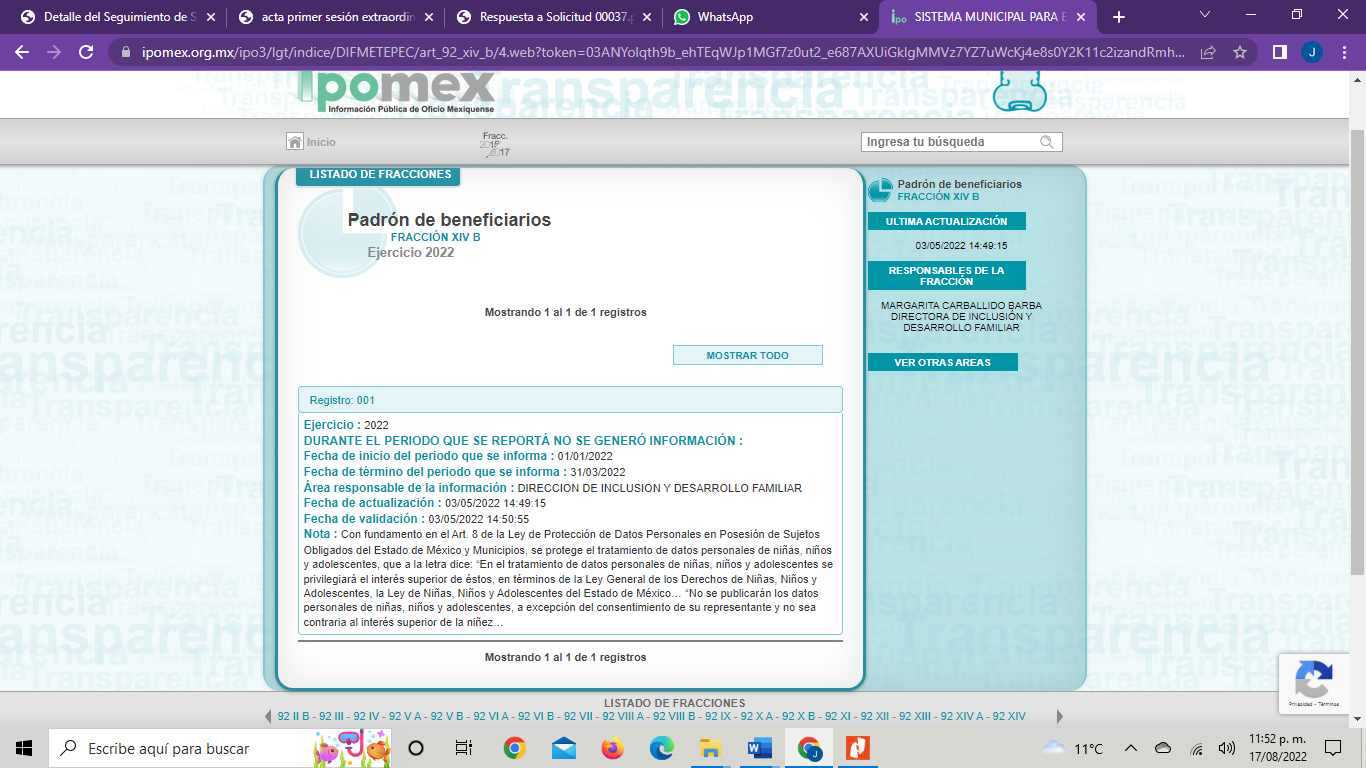 Detalle del Seguimiento de S
acta primer sesión extraordin
Respuesta a Solicitud 00037.p
WhatsApp
ipo
SISTEMA MUNICIPAL PARA E
ipomex.org.mx/ipo3/lgt/indice/DIFMETEPEC/art_92_xiv_b/4.web?token=03ANYolqth9b_ehTEqWJp1MGf7z0ut2_e687AXUiGkIgMMVz7YZ7uWcKj4e8s0Y2K11c2izandRmh...
J
ipomex
Información Pública de Oficio Mexiquense
Inicio
Fracc.
2015
2017
Ingresa tu búsqueda
LISTADO DE FRACCIONES
Padrón de beneficiarios
FRACCIÓN XIV B
Ejercicio 2022
Mostrando 1 al 1 de 1 registros
MOSTRAR TODO
Registro: 001
Ejercicio : 2022
DURANTE EL PERIODO QUE SE REPORTÁ NO SE GENERÓ INFORMACIÓN :
Fecha de inicio del periodo que se informa : 01/01/2022
Fecha de término del periodo que se informa : 31/03/2022
Área responsable de la información : DIRECCION DE INCLUSION Y DESARROLLO FAMILIAR
Fecha de actualización : 03/05/2022 14:49:15
Fecha de validación : 03/05/2022 14:50:55
Nota : Con fundamento en el Art. 8 de la Ley de Protección de Datos Personales en Posesión de Sujetos
Obligados del Estado de México y Municipios, se protege el tratamiento de datos personales de niñas, niños
y adolescentes, que a la letra dice: “En el tratamiento de datos personales de niñas, niños y adolescentes se
privilegiará el interés superior de éstos, en términos de la Ley General de los Derechos de Niñas, Niños y
Adolescentes, la Ley de Niñas, Niños y Adolescentes del Estado de México… “No se publicarán los datos
personales de niñas, niños y adolescentes, a excepción del consentimiento de su representante y no sea
contraria al interés superior de la niñez…
Mostrando 1 al 1 de 1 registros
Padrón de beneficiarios
FRACCIÓN XIV B
ULTIMA ACTUALIZACIÓN
03/05/2022 14:49:15
RESPONSABLES DE LA
FRACCIÓN
MARGARITA CARBALLIDO BARBA
DIRECTORA DE INCLUSIÓN Y
DESARROLLO FAMILIAR
VER OTRAS AREAS
LISTADO DE FRACCIONES
92 II B - 92 III - 92 IV - 92 V A - 92 V B - 92 VI A - 92 VI B - 92 VII - 92 VIII A - 92 VIII B - 92 IX - 92 X A - 92 X B - 92 XI - 92 XII - 92 XIII - 92 XIV A - 92 XIV
Privacidad - Términos
Escribe aquí para buscar
11°C
11:52 p. m.
17/08/2022